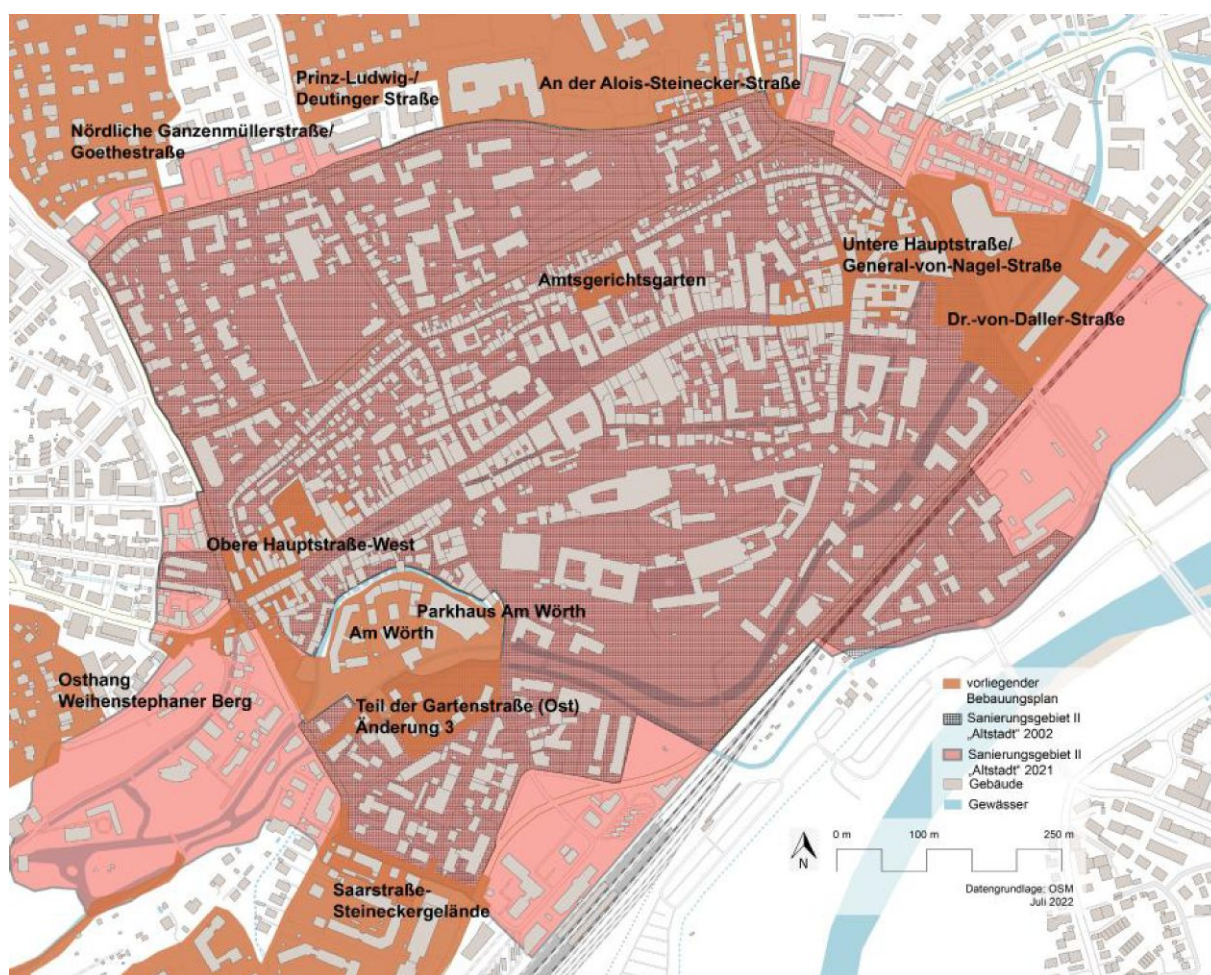 Prinz-Ludwig-/
Deutinger Straße
An der Alois-Steinecker-Straße
Nördliche Ganzenmüllerstraße/
Goethestraße
Untere Hauptstraße/
General-von-Nagel-Straße
Amtsgerichtsgarten
Dr.-von-Daller-Straße
Obere Hauptstraße-West
Parkhaus Am Wörth
Am Wörth
Osthang
Weihenstephaner Berg
Teil der Gartenstraße (Ost)
Änderung 3
Saarstraße-
Steineckergelände
vorliegender
Bebauungsplan
Sanierungsgebiet II
„Altstadt" 2002
Sanierungsgebiet II
„Altstadt" 2021
Gebäude
Gewässer
0 m 100 m 250 m
N
Datengrundlage: OSM
Juli 2022